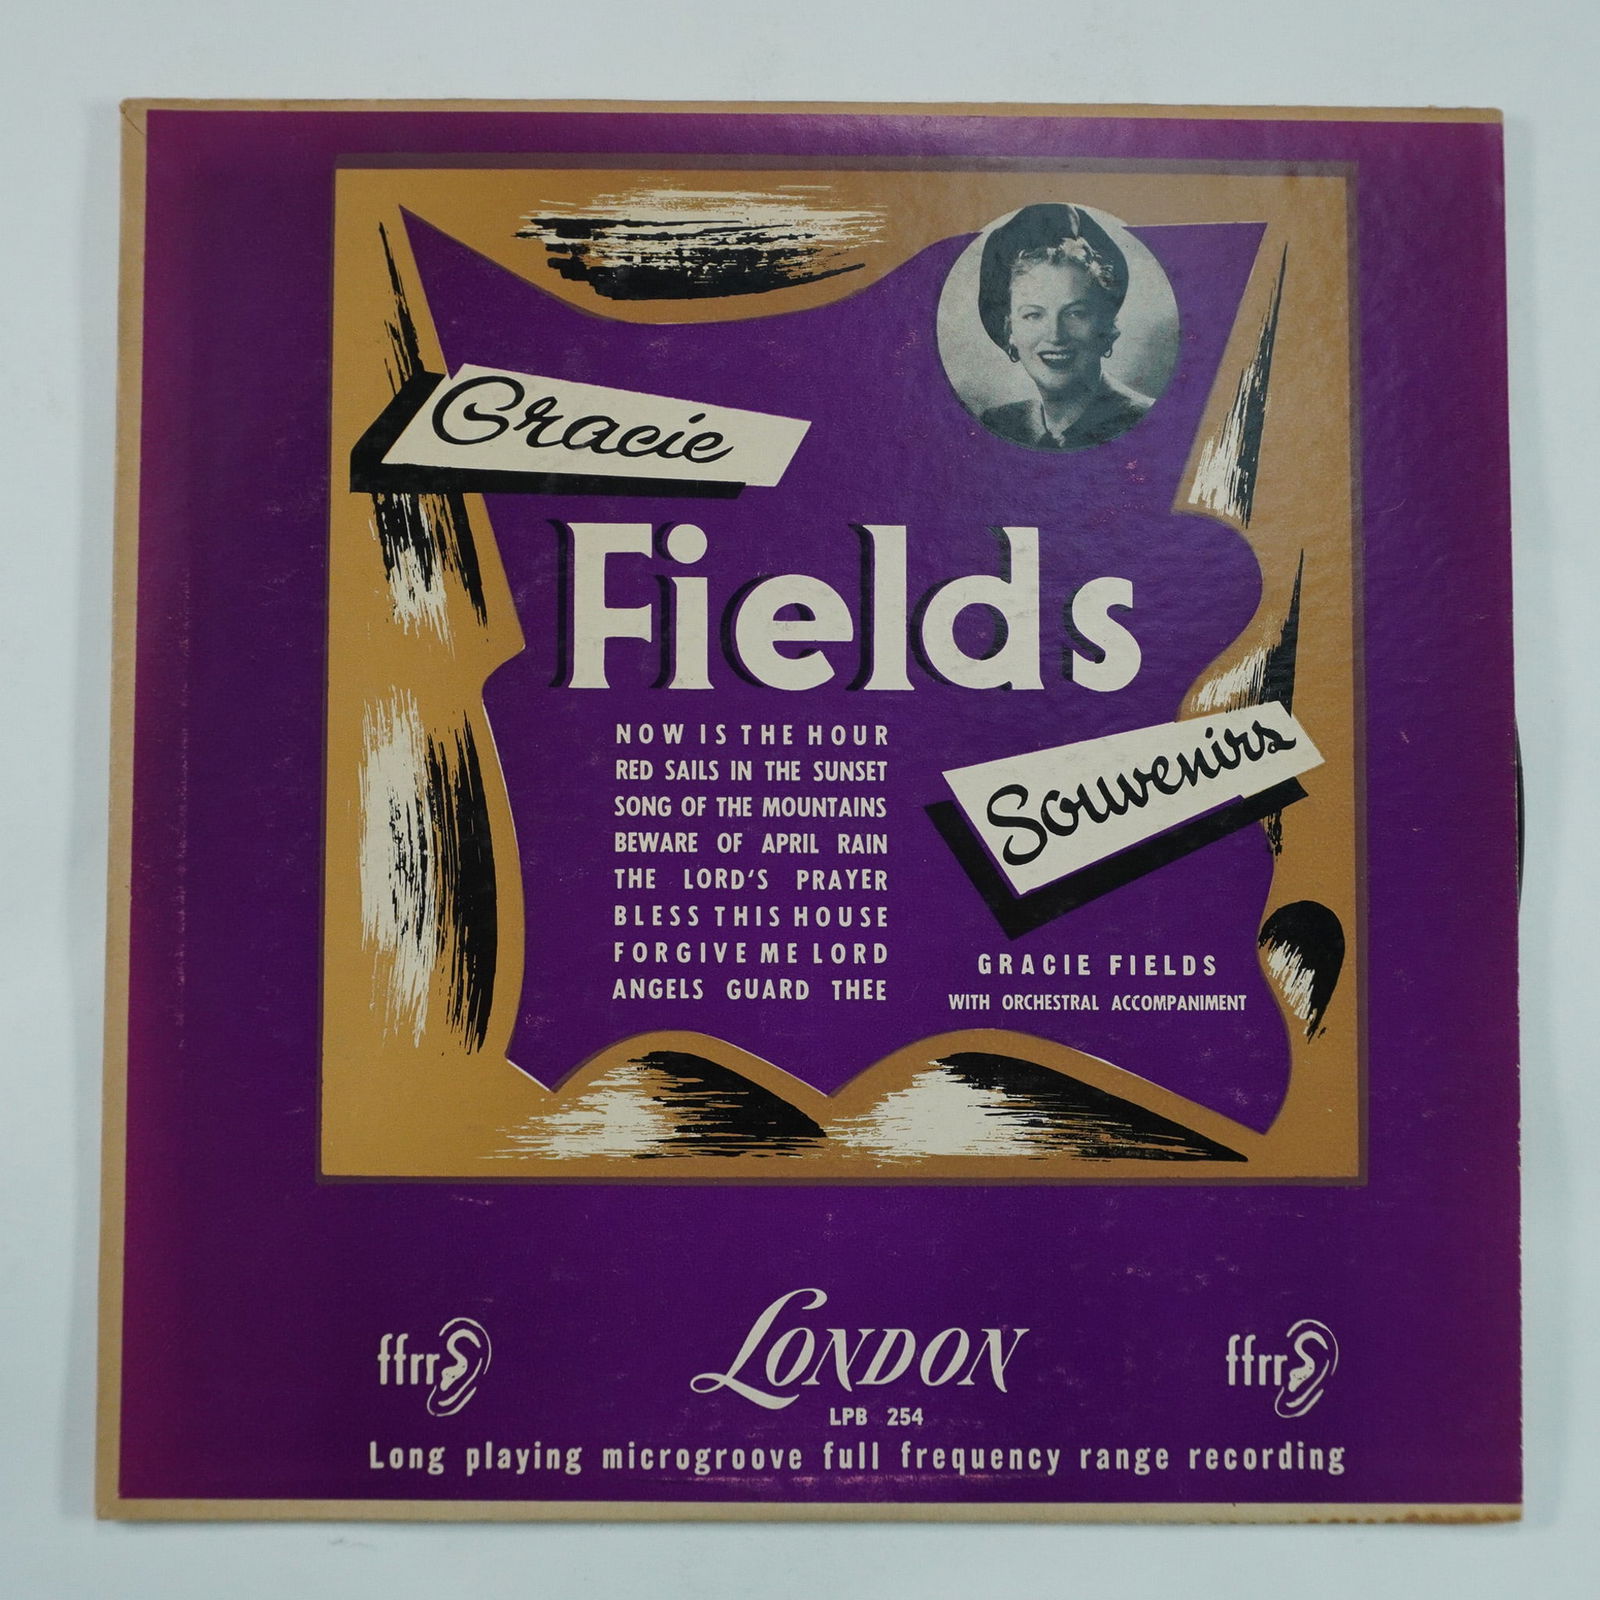 Gracie
Fields
NOW IS THE HOUR
RED SAILS IN THE SUNSET
SONG OF THE MOUNTAINS
BEWARE OF APRIL RAIN
THE LORD'S PRAYER
BLESS THIS HOUSE
FORGIVE ME LORD
ANGELS GUARD THEE
Souvenirs
GRACIE FIELDS
WITH ORCHESTRAL ACCOMPANIMENT
ffrr
LONDON
ffrr
LPB 254
Long playing microgroove full frequency range recording